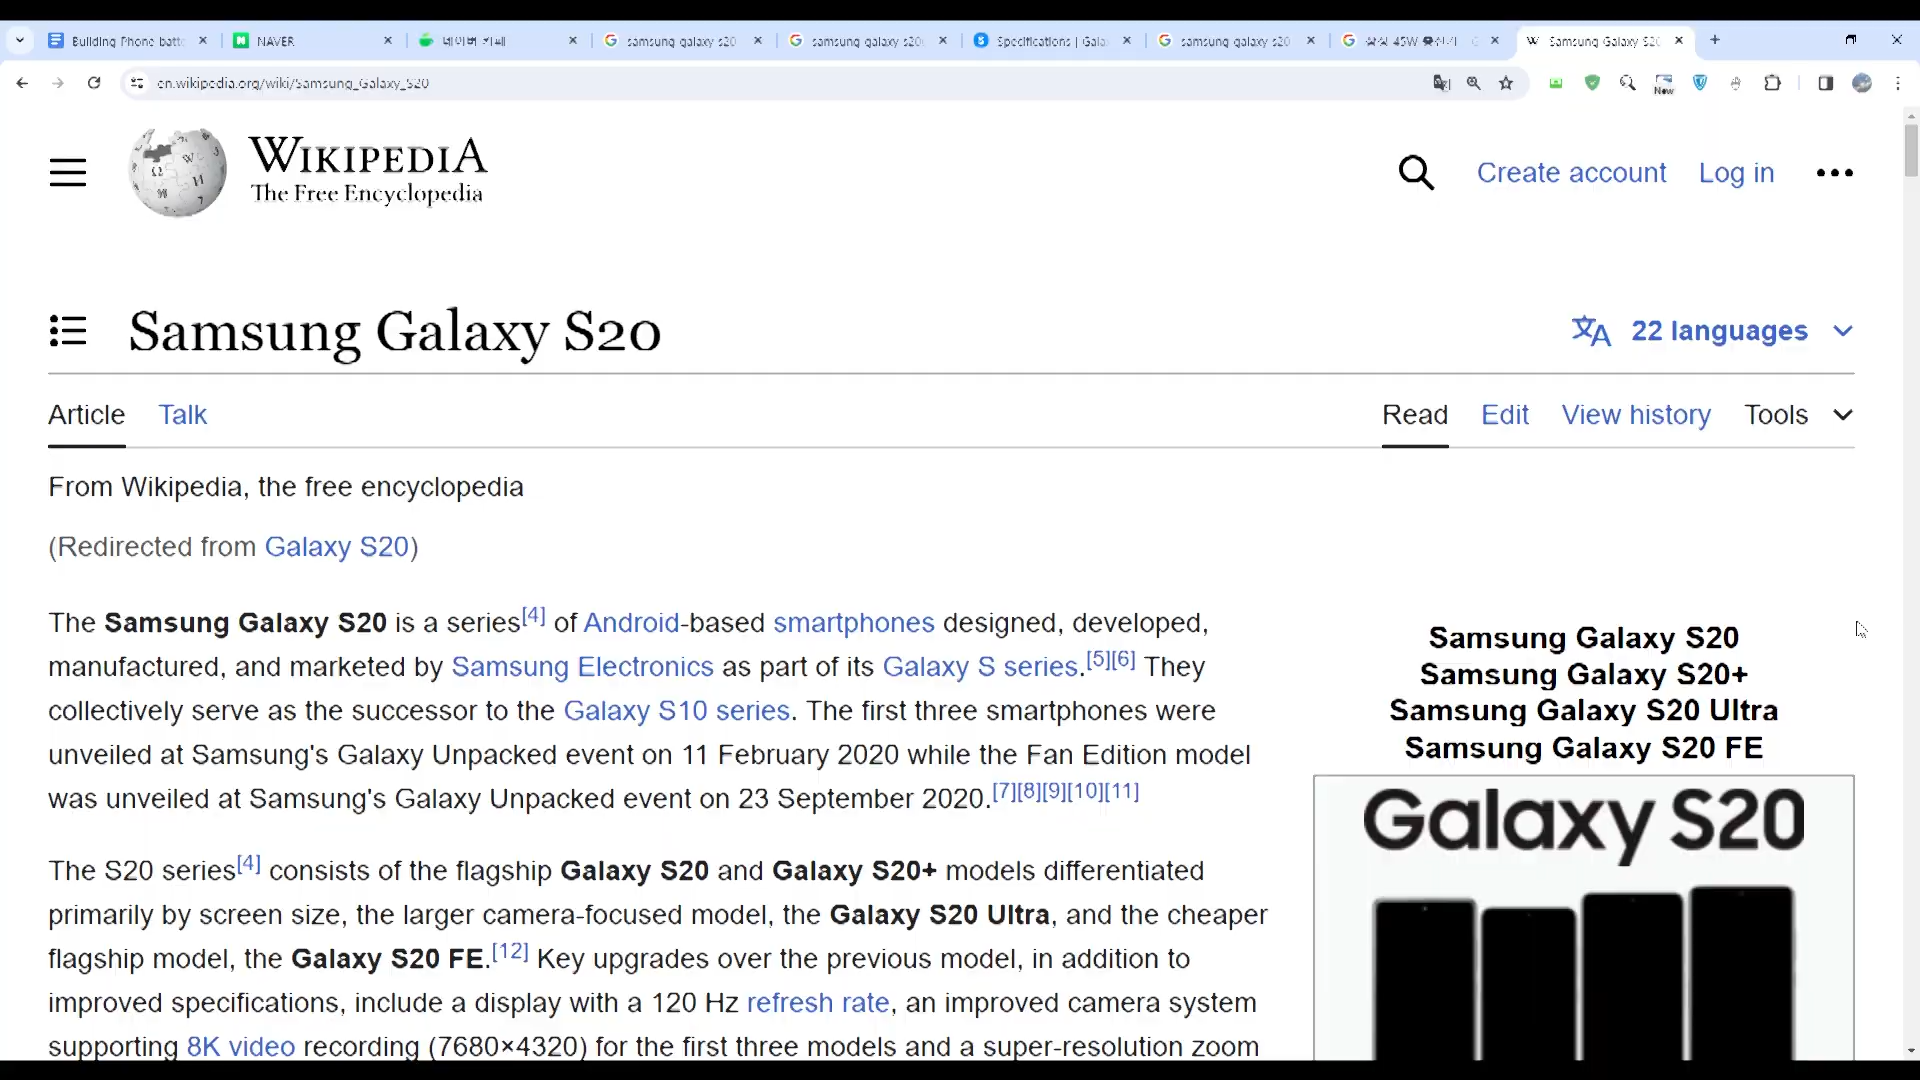 Building Phone batt
NAVER
네이버 카페
samsung galaxy s20
samsung galaxy s20
Specifications | Gala
samsung galaxy s20
삼성 45W
Samsung Galaxy S20
en.wikipedia.org/wiki/Samsung_Galaxy_S20
New
WIKIPEDIA
The Free Encyclopedia
Create account
Log in
Samsung Galaxy S20
22 languages
Article
Talk
Read
Edit
View history
Tools
From Wikipedia, the free encyclopedia
(Redirected from Galaxy S20)
The Samsung Galaxy S20 is a series[4] of Android-based smartphones designed, developed,
manufactured, and marketed by Samsung Electronics as part of its Galaxy S series.[5][6] They
collectively serve as the successor to the Galaxy S10 series. The first three smartphones were
unveiled at Samsung's Galaxy Unpacked event on 11 February 2020 while the Fan Edition model
was unveiled at Samsung's Galaxy Unpacked event on 23 September 2020.[7][8][9][10][11]
The S20 series[4] consists of the flagship Galaxy S20 and Galaxy S20+ models differentiated
primarily by screen size, the larger camera-focused model, the Galaxy S20 Ultra, and the cheaper
flagship model, the Galaxy S20 FE.[12] Key upgrades over the previous model, in addition to
improved specifications, include a display with a 120 Hz refresh rate, an improved camera system
supporting 8K video recording (7680×4320) for the first three models and a super-resolution zoom
Samsung Galaxy S20
Samsung Galaxy S20+
Samsung Galaxy S20 Ultra
Samsung Galaxy S20 FE
Galaxy S20